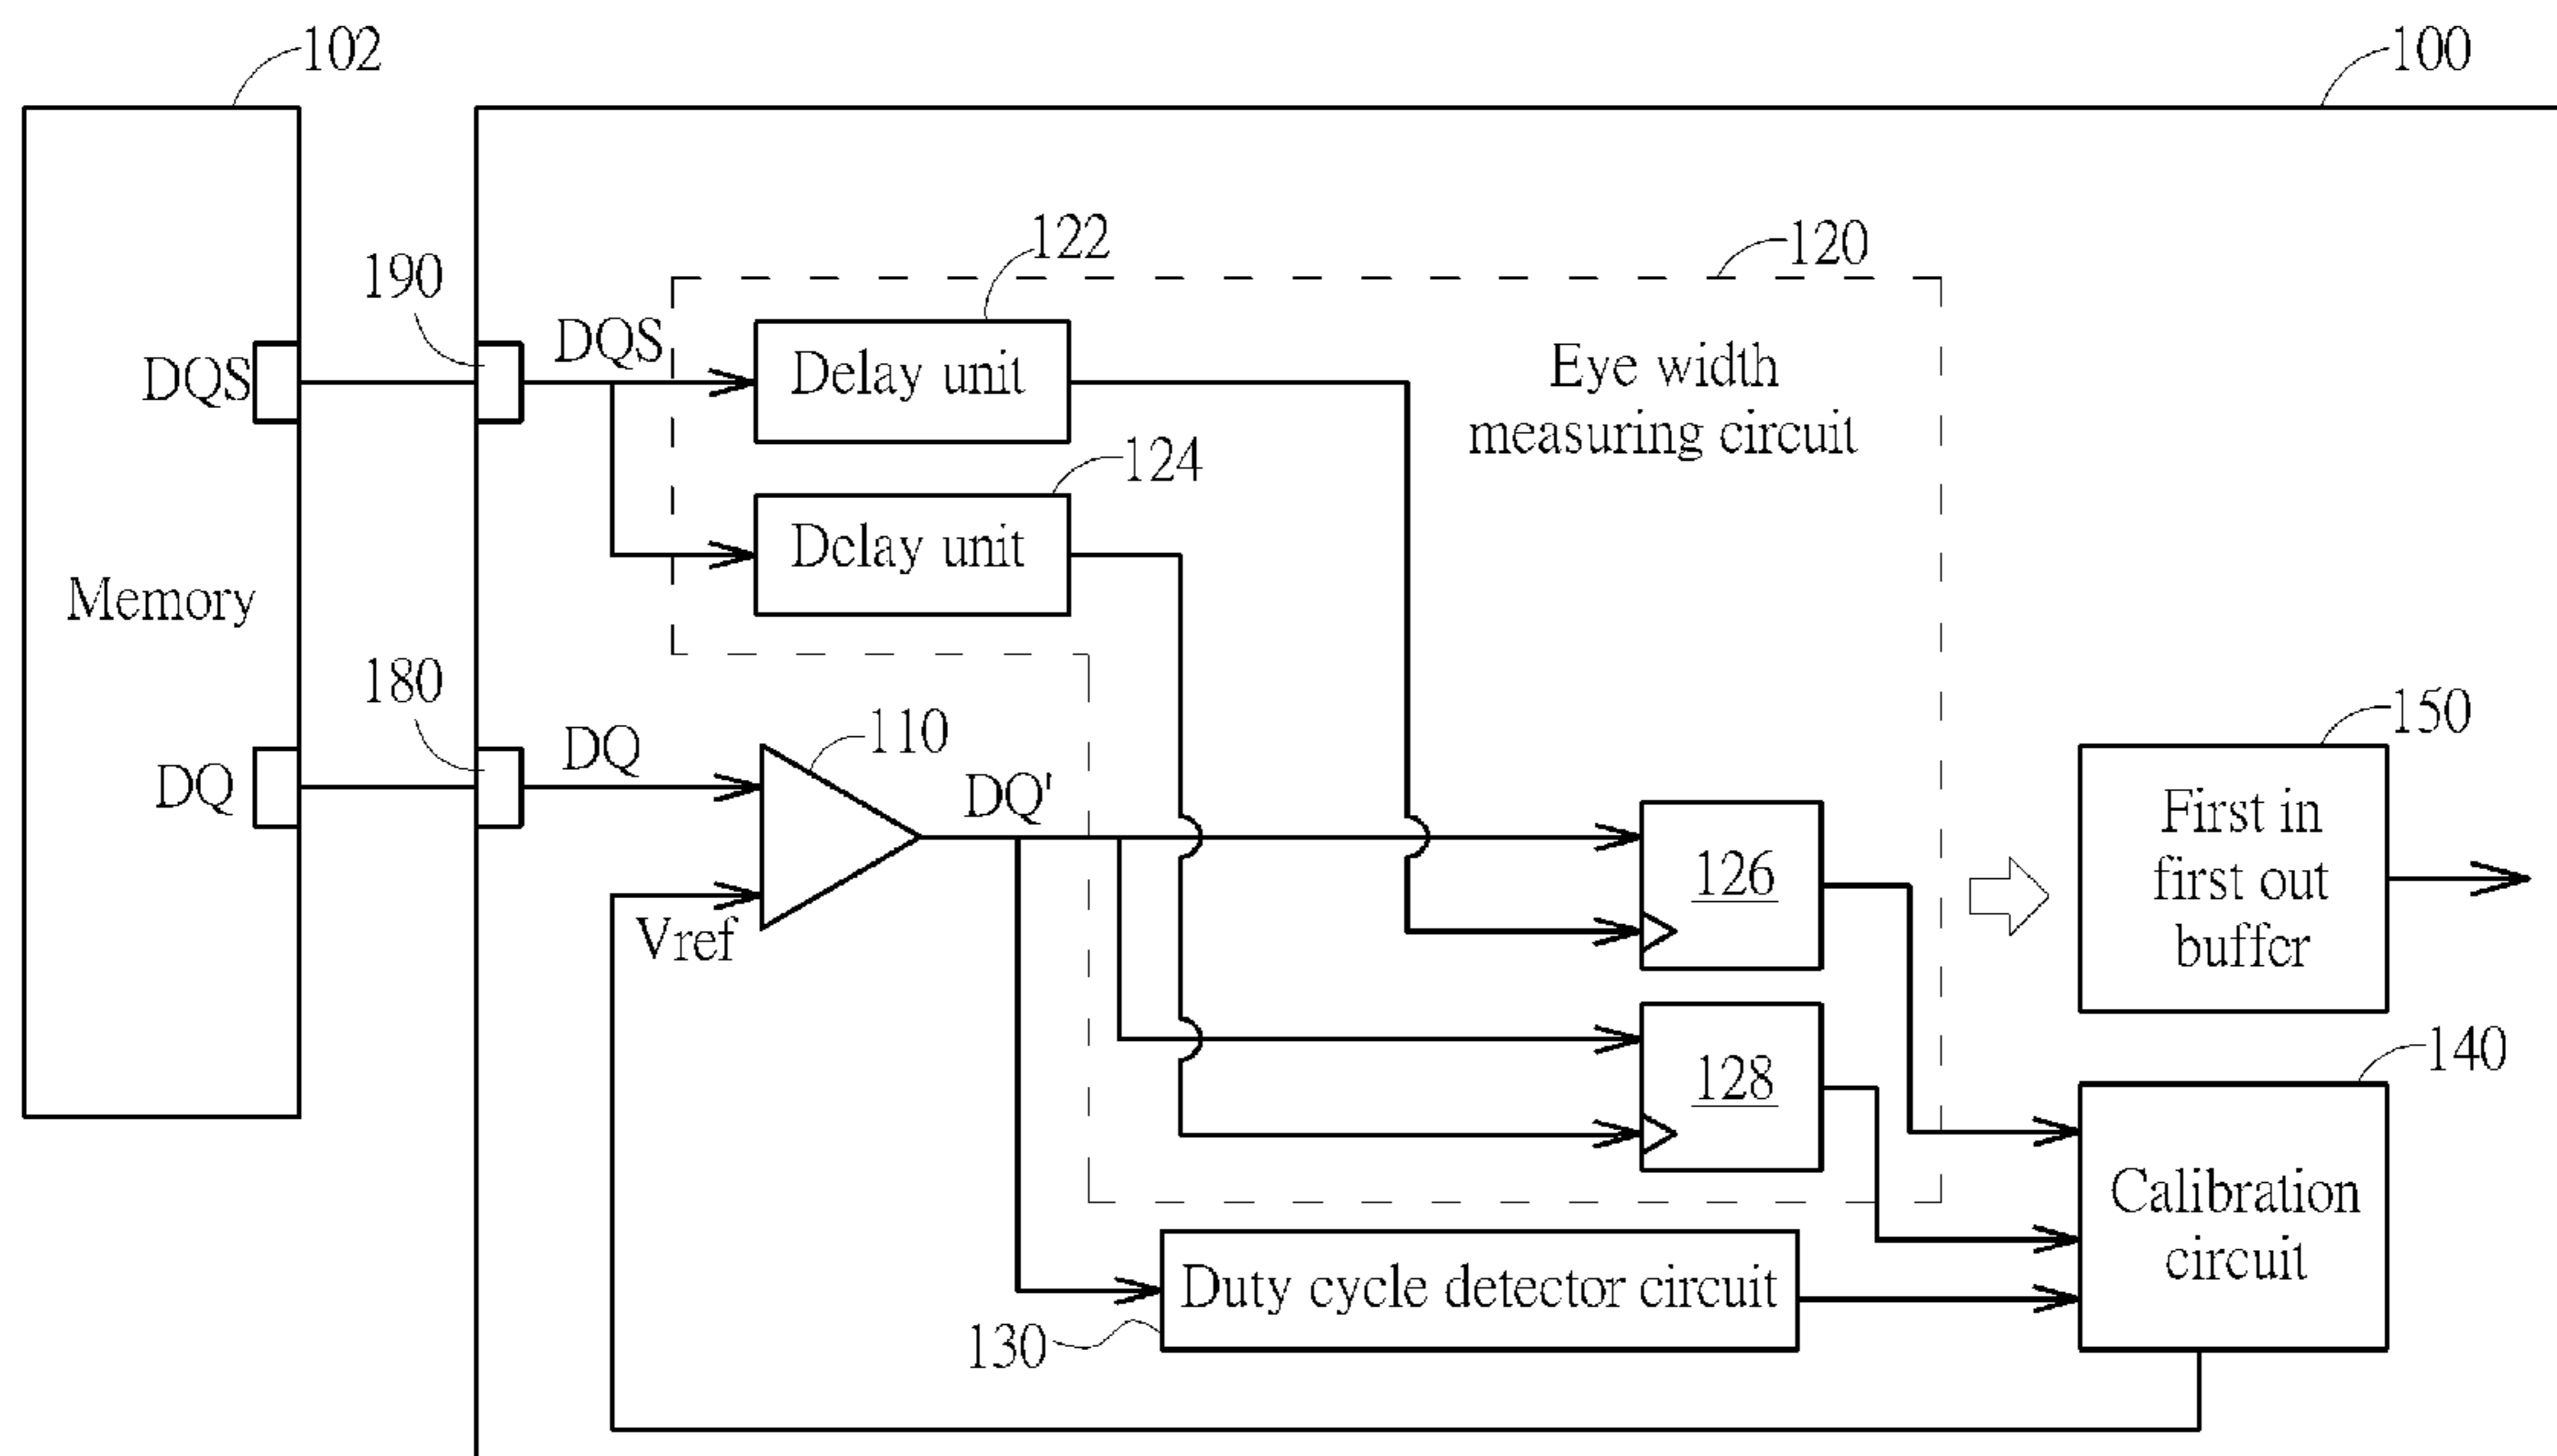 102
100
122
120
190
DQS
Delay unit
Eye width
measuring circuit
DQS
124
Delay unit
Memory
180
DQ
110
150
DQ
DQ'
First in
first out
buffer
126
Vref
140
128
Calibration
circuit
Duty cycle detector circuit
130